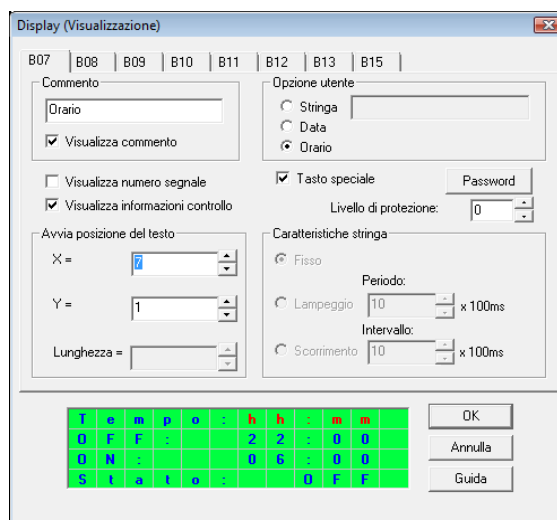 Display (Visualizzazione)
B07 B08 B09 B10 B11 B12 B13 B15
Commento
Orario
Visualizza commento
Opzione utente
Stringa
Data
Orario
Visualizza numero segnale
Visualizza informazioni controllo
Tasto speciale
Password
Livello di protezione: 0
Avvia posizione del testo
X = 7
Y = 1
Lunghezza =
Caratteristiche stringa
Fisso
Periodo:
Lampeggio 10 x 100ms
Intervallo:
Scorrimento 10 x 100ms
Tempo:hh:mm
OFF: 22:00
ON: 06:00
Stato: OFF
OK
Annulla
Guida